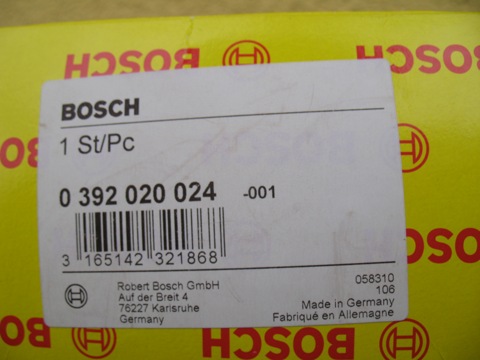 BOSCH
BOSCH
BOSCH
BOSCH
1 St/Pc
BOSCH
0 392 020 024 -001
3 165142 321868
BOSCH
Robert Bosch GmbH
Auf der Breit 4
76227 Karlsruhe
Germany
058310
106
Made in Germany
Fabriqué en Allemagne